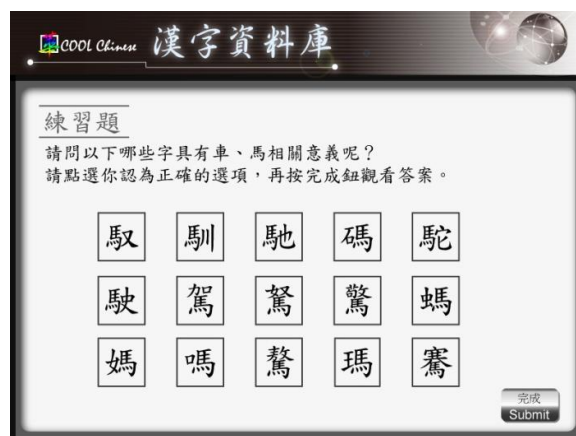 COOL Chinese 漢字資料庫
練習題
請問以下哪些字具有車、馬相關意義呢？
請點選你認為正確的選項，再按完成鈕觀看答案。
馭 馴 馳 碼 駝
駛 駕 駑 驚 螞
媽 嗎 驁 瑪 騫
完成
Submit